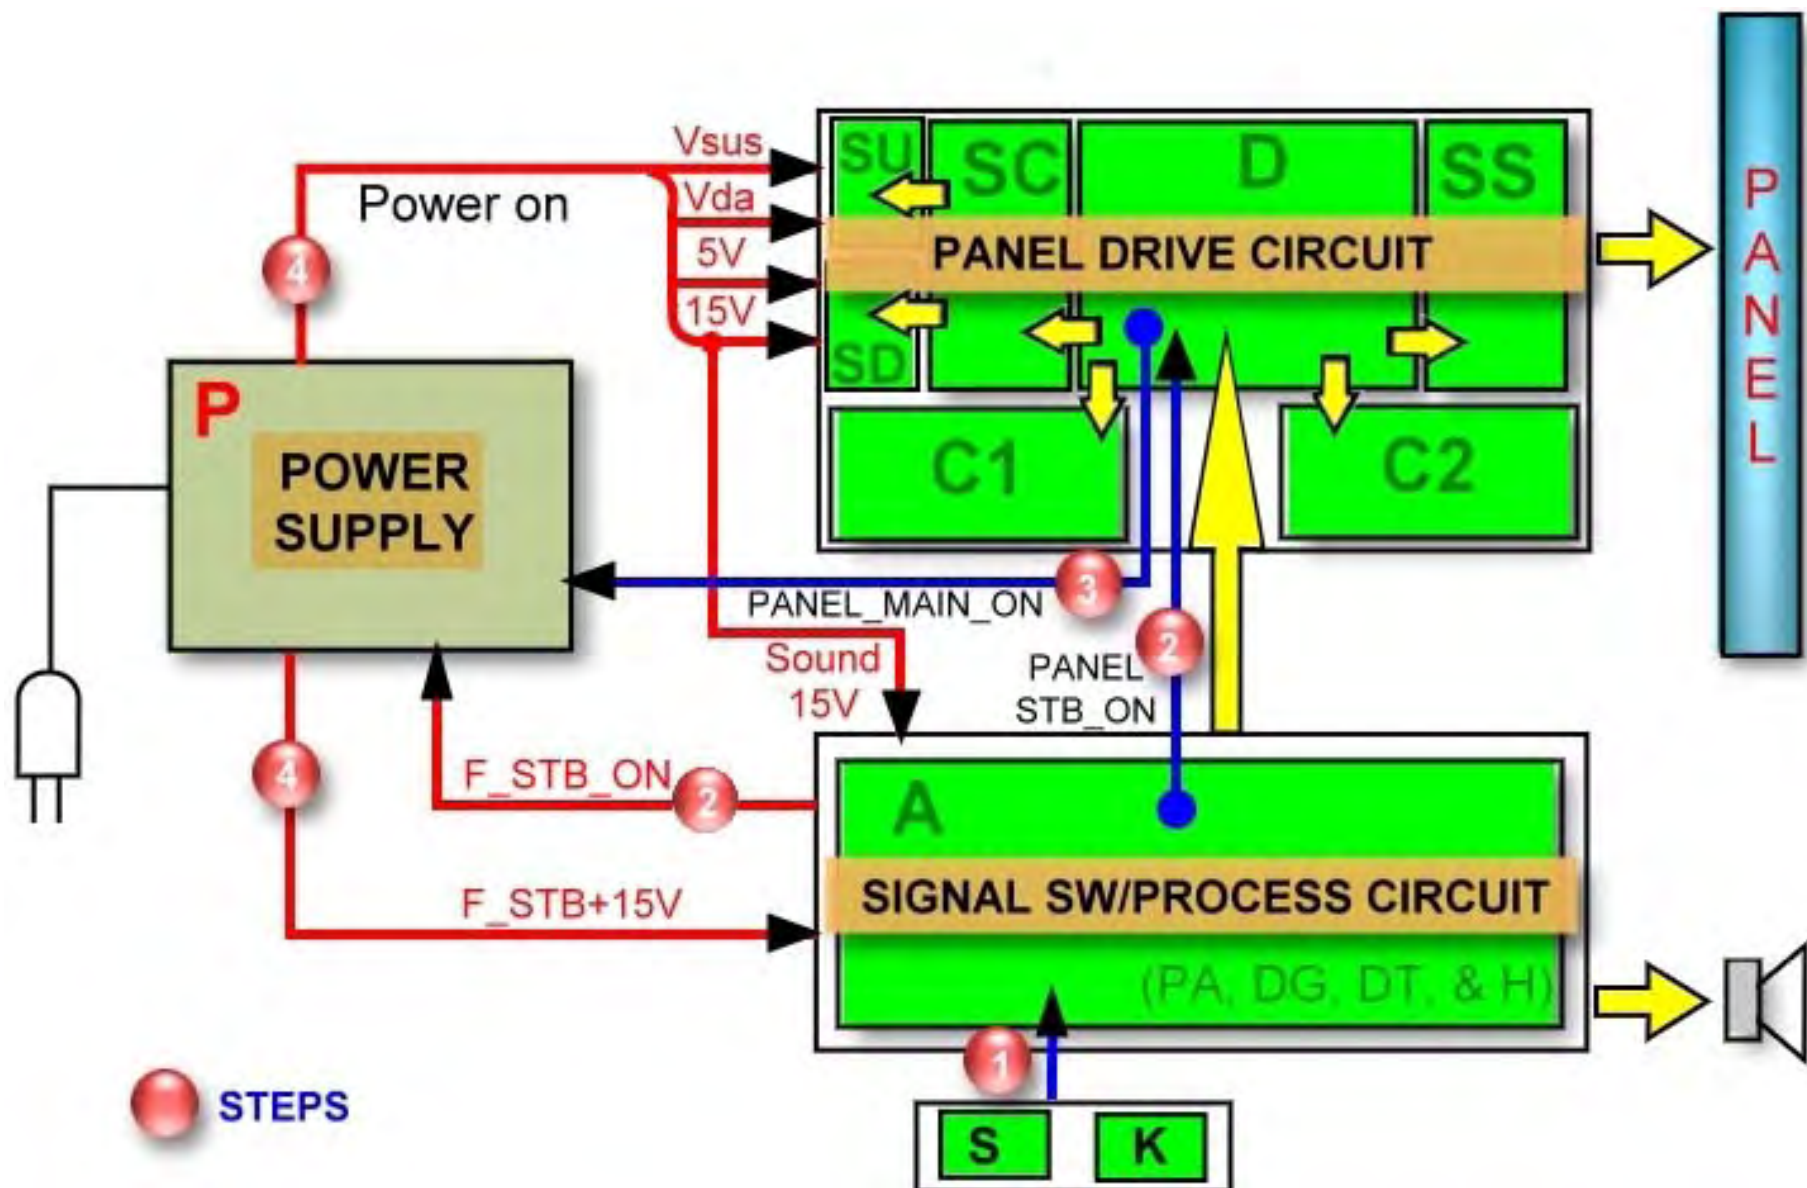 Vsus
Power on
Vda
5V
15V
4
SU
SC
D
SS
PANEL DRIVE CIRCUIT
SD
C1
C2
PANEL
P
POWER
SUPPLY
3
PANEL_MAIN_ON
2
PANEL
STB_ON
Sound
15V
4
F_STB_ON
2
F_STB+15V
A
SIGNAL SW/PROCESS CIRCUIT
(PA, DG, DT, & H)
1
STEPS
S
K